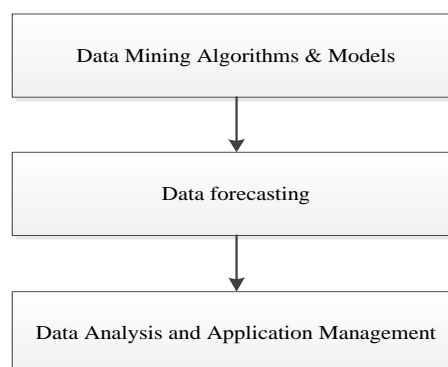 Data Mining Algorithms & Models
Data forecasting
Data Analysis and Application Management